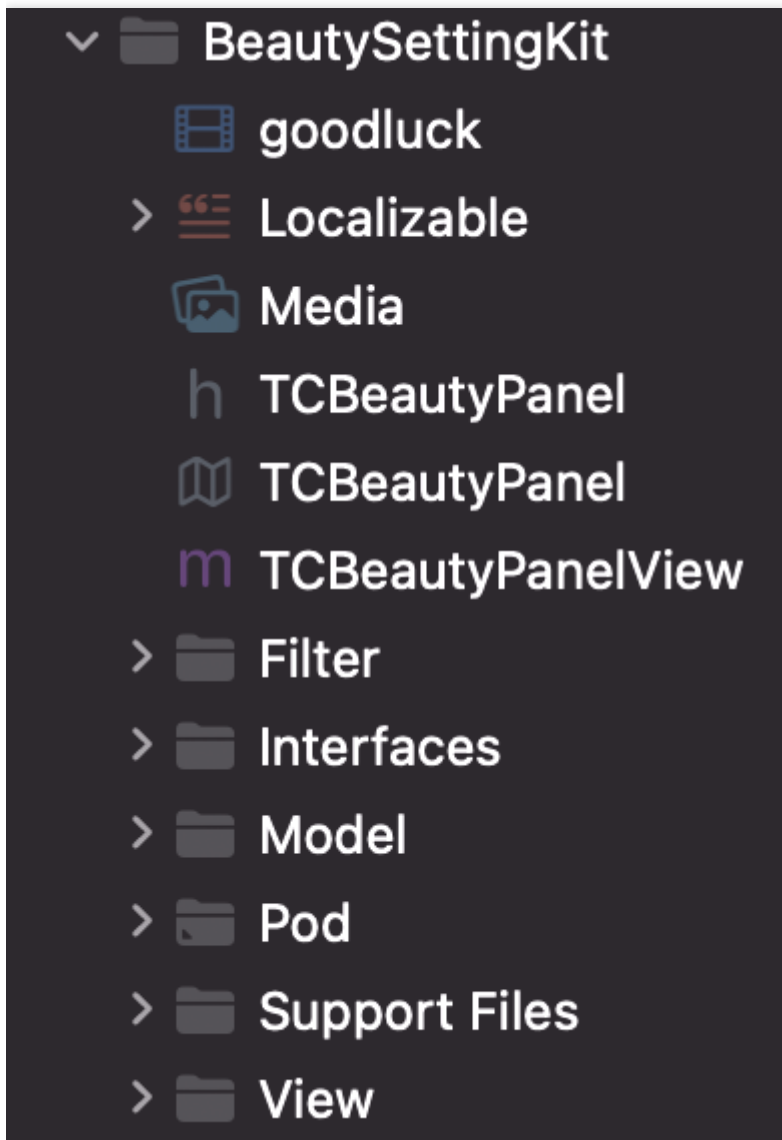 BeautySettingKit
goodluck
Localizable
Media
h TCBeautyPanel
TCBeautyPanel
m TCBeautyPanelView
Filter
Interfaces
Model
Pod
Support Files
View